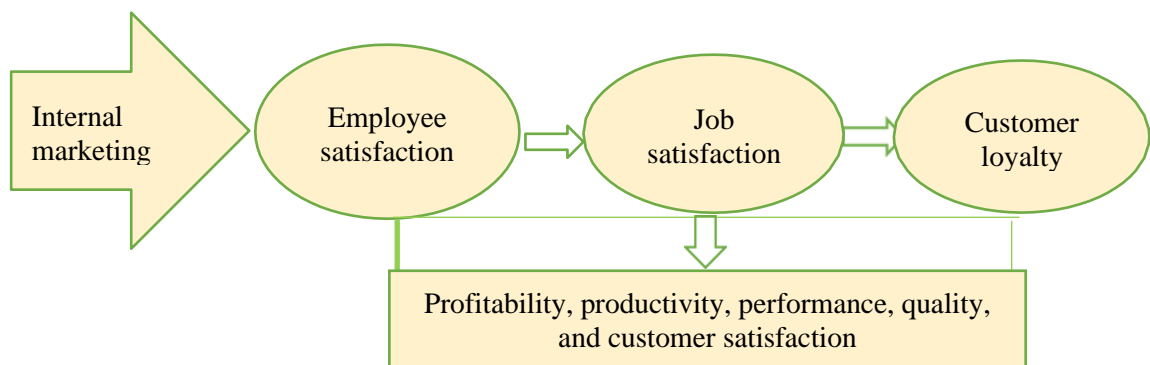 Internal
marketing
Employee
satisfaction
Job
satisfaction
Customer
loyalty
Profitability, productivity, performance, quality,
and customer satisfaction